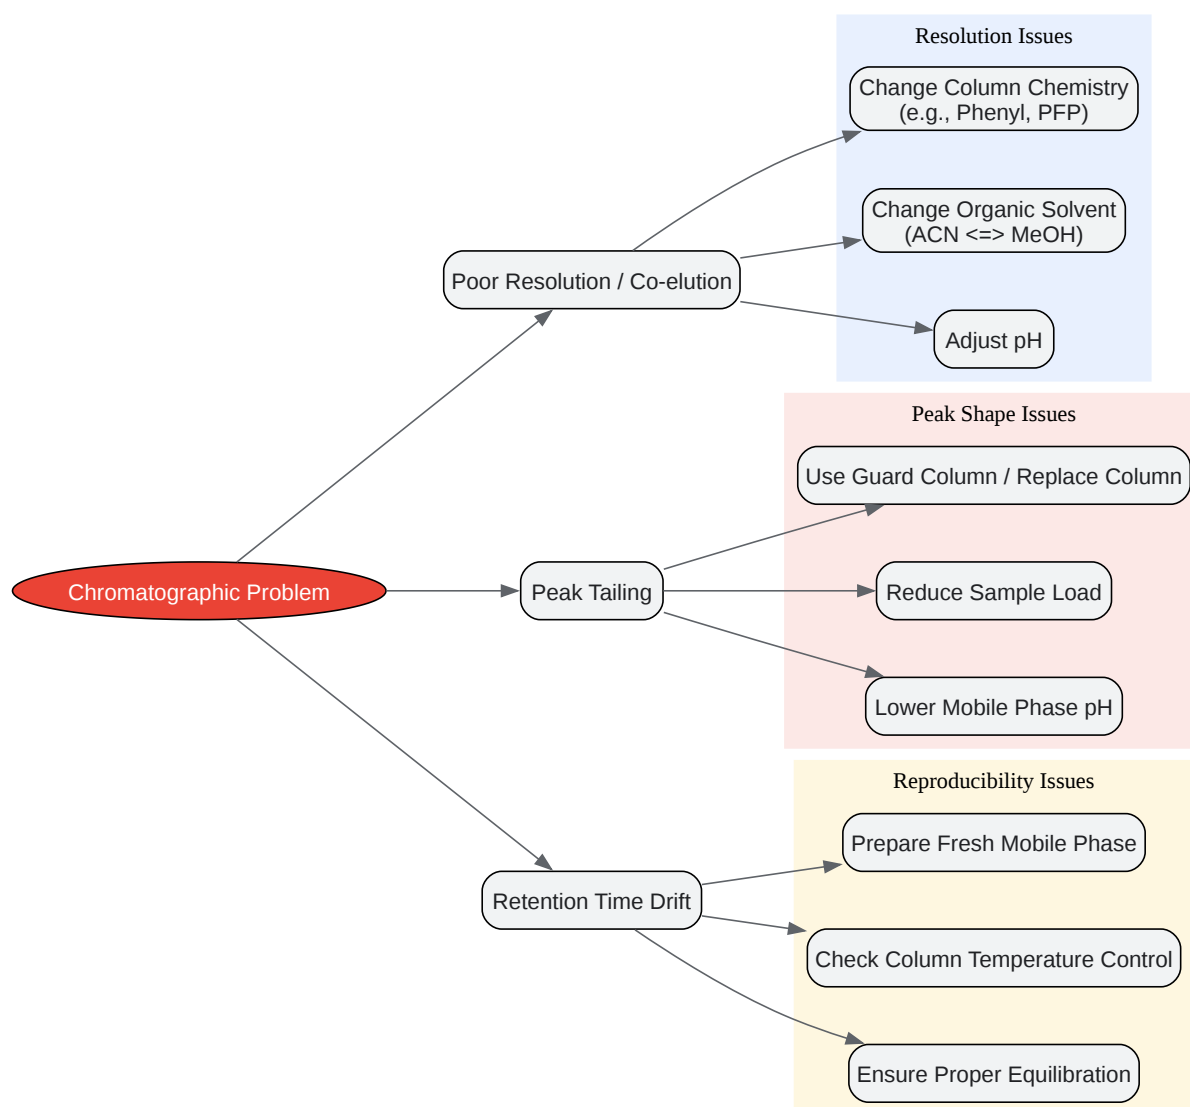 Resolution Issues
Change Column Chemistry
(e.g., Phenyl, PFP)
Change Organic Solvent
(ACN <=> MeOH)
Poor Resolution / Co-elution
Adjust pH
Peak Shape Issues
Use Guard Column / Replace Column
Chromatographic Problem
Peak Tailing
Reduce Sample Load
Lower Mobile Phase pH
Reproducibility Issues
Prepare Fresh Mobile Phase
Retention Time Drift
Check Column Temperature Control
Ensure Proper Equilibration